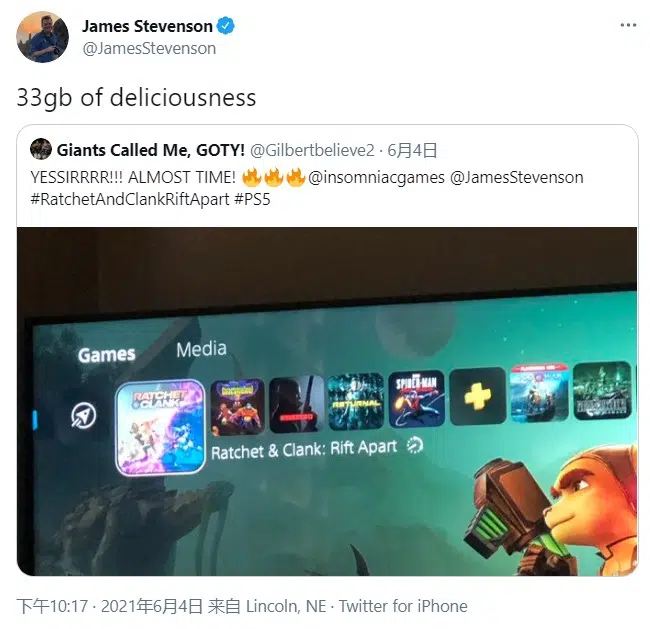 James Stevenson
@JamesStevenson
33gb of deliciousness
Giants Called Me, GOTY! @Gilbertbelieve2 · 6月4日
YESSIRRRR!!! ALMOST TIME! 🔥🔥🔥@insomniacgames @JamesStevenson
#RatchetAndClankRiftApart #PS5
Games
Media
RATCHET
CLANK
RETURNAL
SPIDER-MAN
Ratchet & Clank: Rift Apart
下午10:17 · 2021年6月4日 来自 Lincoln, NE · Twitter for iPhone